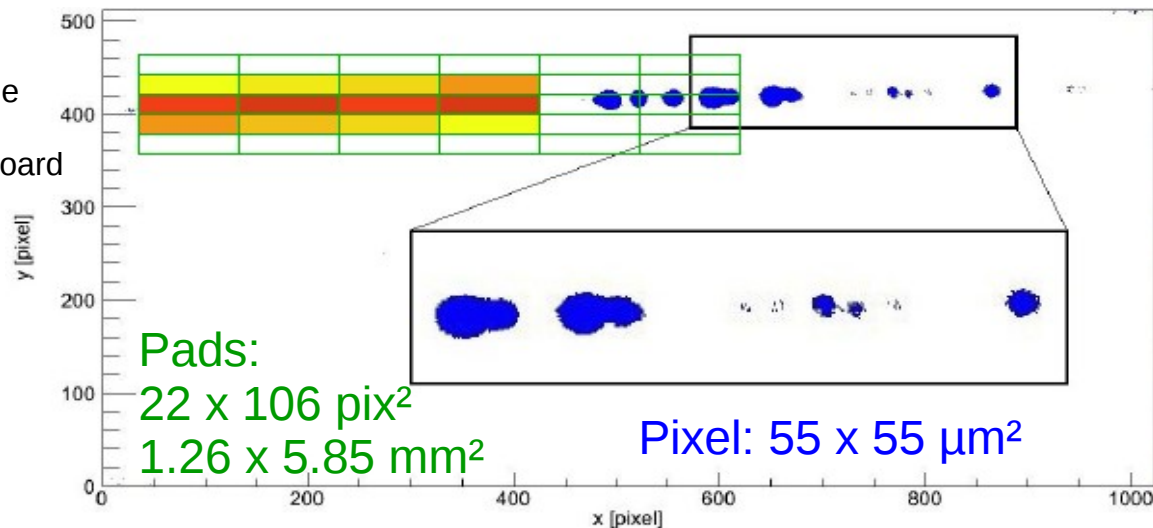 500
e
400
oard
300
y [pixel]
200
Pads:
22 x 106 pix²
1.26 x 5.85 mm²
100
Pixel: 55 x 55 µm²
0
0
200
400
600
800
1000
x [pixel]